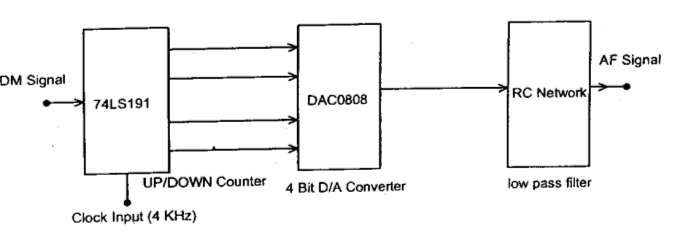 DM Signal
74LS191
DAC0808
RC Network
AF Signal
UP/DOWN Counter
4 Bit D/A Converter
low pass filter
Clock Input (4 KHz)